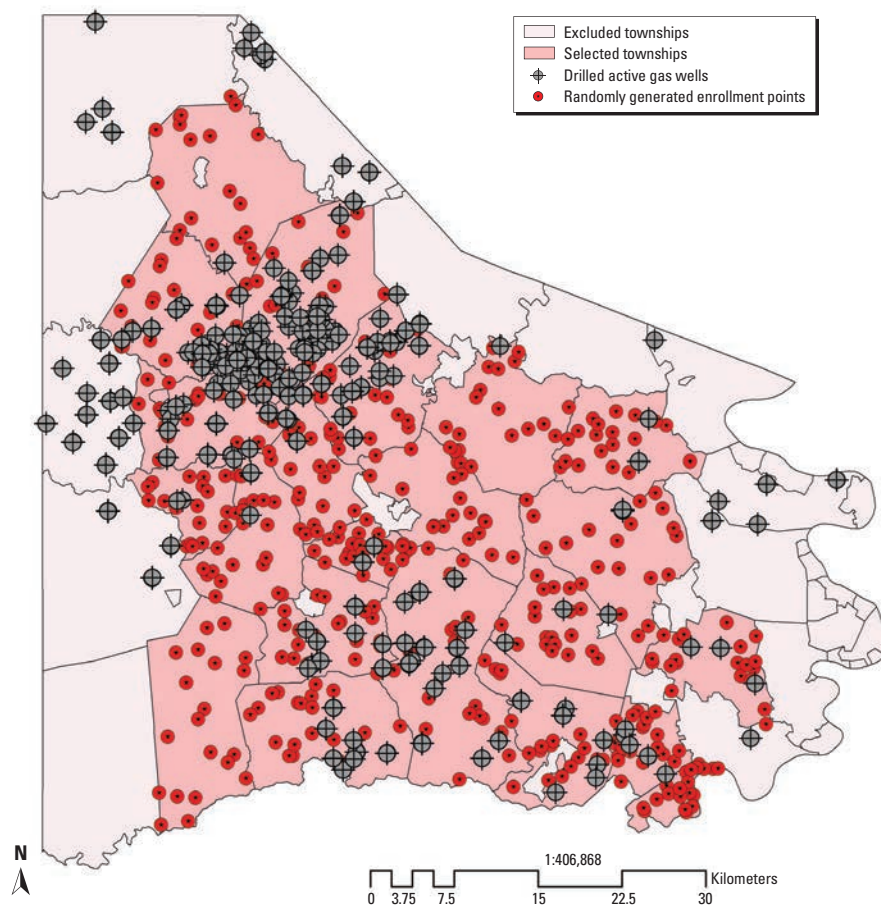 Excluded townships
Selected townships
Drilled active gas wells
Randomly generated enrollment points
N
1:406,868
Kilometers
0 3.75 7.5 15 22.5 30